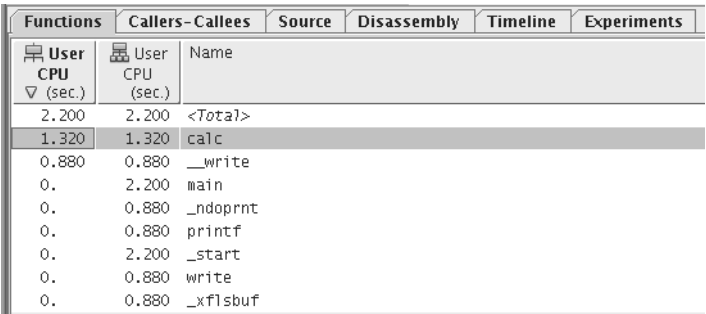 Functions Callers-Callees Source Disassembly Timeline Experiments
User User Name
CPU CPU
(sec.) (sec.)
2.200 2.200 <Total>
1.320 1.320 calc
0.880 0.880 __write
0. 2.200 main
0. 0.880 _ndoprnt
0. 0.880 printf
0. 2.200 _start
0. 0.880 write
0. 0.880 _xflsbuf